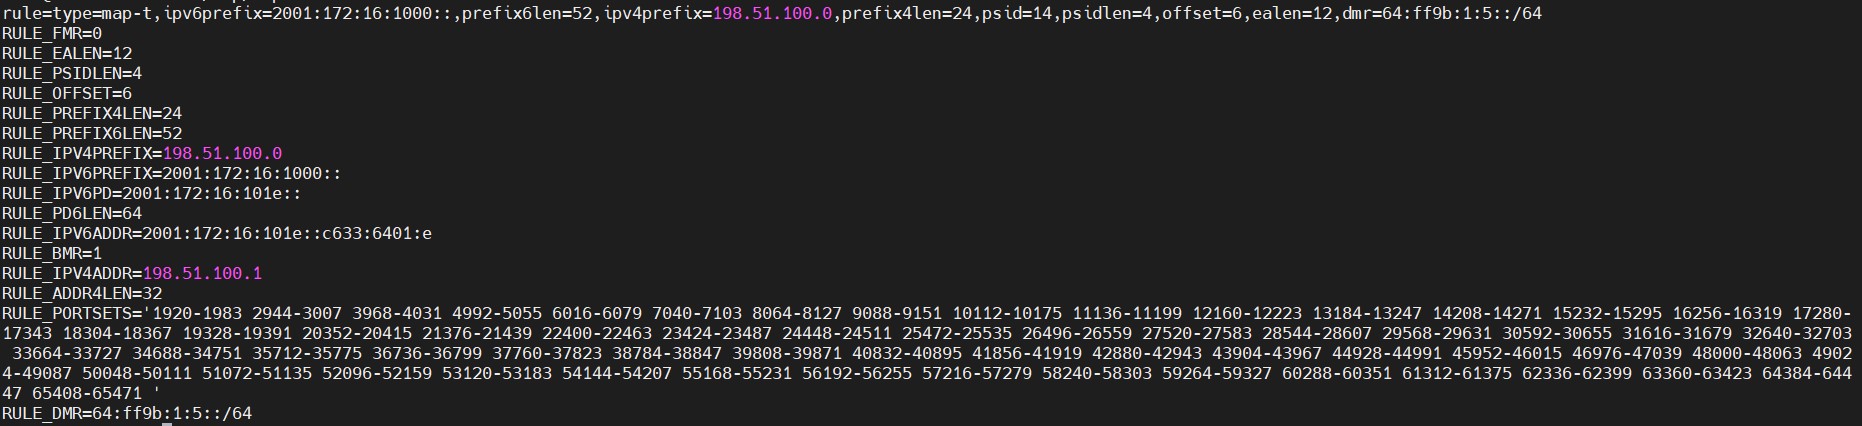 rule=type=map-t,ipv6prefix=2001:172:16:1000::,prefix6len=52,ipv4prefix=198.51.100.0,prefix4len=24,psid=14,psidlen=4,offset=6,ealen=12,dmr=64:ff9b:1:5::/64
RULE_FMR=0
RULE_EALEN=12
RULE_PSIDLEN=4
RULE_OFFSET=6
RULE_PREFIX4LEN=24
RULE_PREFIX6LEN=52
RULE_IPV4PREFIX=198.51.100.0
RULE_IPV6PREFIX=2001:172:16:1000::
RULE_IPV6PD=2001:172:16:101e::
RULE_PD6LEN=64
RULE_IPV6ADDR=2001:172:16:101e::c633:6401:e
RULE_BMR=1
RULE_IPV4ADDR=198.51.100.1
RULE_ADDR4LEN=32
RULE_PORTSETS='1920-1983 2944-3007 3968-4031 4992-5055 6016-6079 7040-7103 8064-8127 9088-9151 10112-10175 11136-11199 12160-12223 13184-13247 14208-14271 15232-15295 16256-16319 17280-
17343 18304-18367 19328-19391 20352-20415 21376-21439 22400-22463 23424-23487 24448-24511 25472-25535 26496-26559 27520-27583 28544-28607 29568-29631 30592-30655 31616-31679 32640-32703
33664-33727 34688-34751 35712-35775 36736-36799 37760-37823 38784-38847 39808-39871 40832-40895 41856-41919 42880-42943 43904-43967 44928-44991 45952-46015 46976-47039 48000-48063 4902
4-49087 50048-50111 51072-51135 52096-52159 53120-53183 54144-54207 55168-55231 56192-56255 57216-57279 58240-58303 59264-59327 60288-60351 61312-61375 62336-62399 63360-63423 64384-644
47 65408-65471 '
RULE_DMR=64:ff9b:1:5::/64